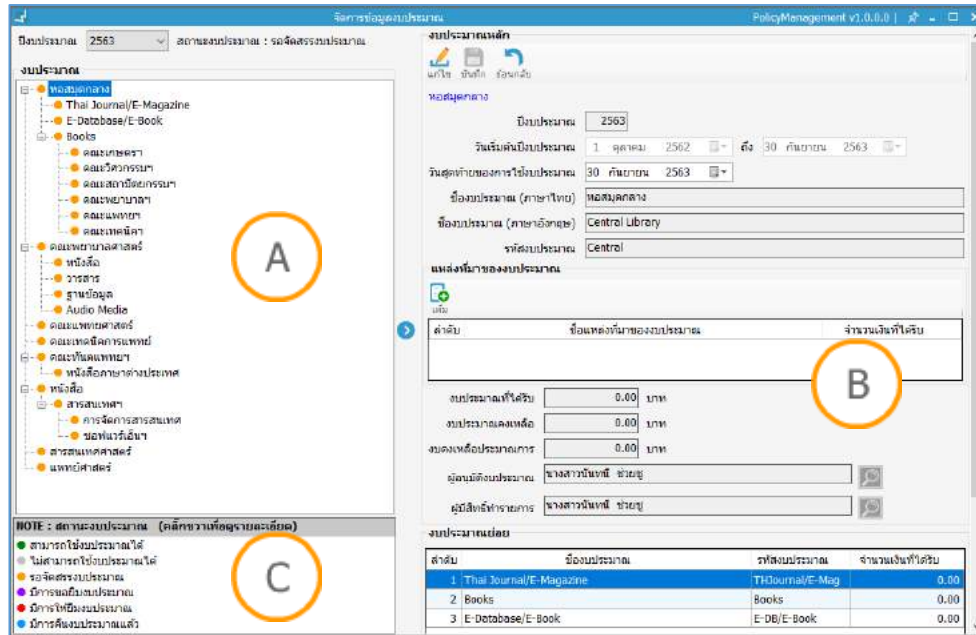 จัดการข้อมูลงบประมาณ
PolicyManagement v1.0.0.0 |
ปีงบประมาณ 2563 สถานะงบประมาณ : รอจัดสรรงบประมาณ
งบประมาณ
หอสมุดกลาง
Thai Journal/E-Magazine
E-Database/E-Book
Books
คณะเกษตรฯ
คณะวิศวกรรมฯ
คณะสถาปัตยกรรมฯ
คณะพยาบาลฯ
คณะแพทยฯ
คณะเทคนิคฯ
คณะพยาบาลศาสตร์
หนังสือ
วารสาร
ฐานข้อมูล
Audio Media
คณะแพทยศาสตร์
คณะเทคนิคการแพทย์
คณะทันตแพทยฯ
หนังสือภาษาต่างประเทศ
หนังสือ
สารสนเทศฯ
การจัดการสารสนเทศ
ซอฟแวร์เอ็นฯ
สารสนเทศศาสตร์
แพทย์ศาสตร์
A
NOTE : สถานะงบประมาณ (คลิ๊กขวาเพื่อดูรายละเอียด)
สามารถใช้งบประมาณได้
ไม่สามารถใช้งบประมาณได้
รอจัดสรรงบประมาณ
มีการขอยืมงบประมาณ
มีการให้ยืมงบประมาณ
มีการคืนงบประมาณแล้ว
C
งบประมาณหลัก
แก้ไข บันทึก ย้อนกลับ
หอสมุดกลาง
ปีงบประมาณ 2563
วันเริ่มต้นปีงบประมาณ 1 ตุลาคม 2562 ถึง 30 กันยายน 2563
วันสุดท้ายของการใช้งบประมาณ 30 กันยายน 2563
ชื่องบประมาณ (ภาษาไทย) หอสมุดกลาง
ชื่องบประมาณ (ภาษาอังกฤษ) Central Library
รหัสงบประมาณ Central
แหล่งที่มาของงบประมาณ
เพิ่ม
ลำดับ ชื่อแหล่งที่มาของงบประมาณ จำนวนเงินที่ได้รับ
B
งบประมาณที่ได้รับ 0.00 บาท
งบประมาณคงเหลือ 0.00 บาท
งบคงเหลือประมาณการ 0.00 บาท
ผู้อนุมัติงบประมาณ นางสาวนันทนี ช่วยชู
ผู้มีสิทธิ์ทำรายการ นางสาวนันทนี ช่วยชู
งบประมาณย่อย
ลำดับ ชื่องบประมาณ รหัสงบประมาณ จำนวนเงินที่ได้รับ
1 Thai Journal/E-Magazine THJournal/E-Mag 0.00
2 Books Books 0.00
3 E-Database/E-Book E-DB/E-Book 0.00